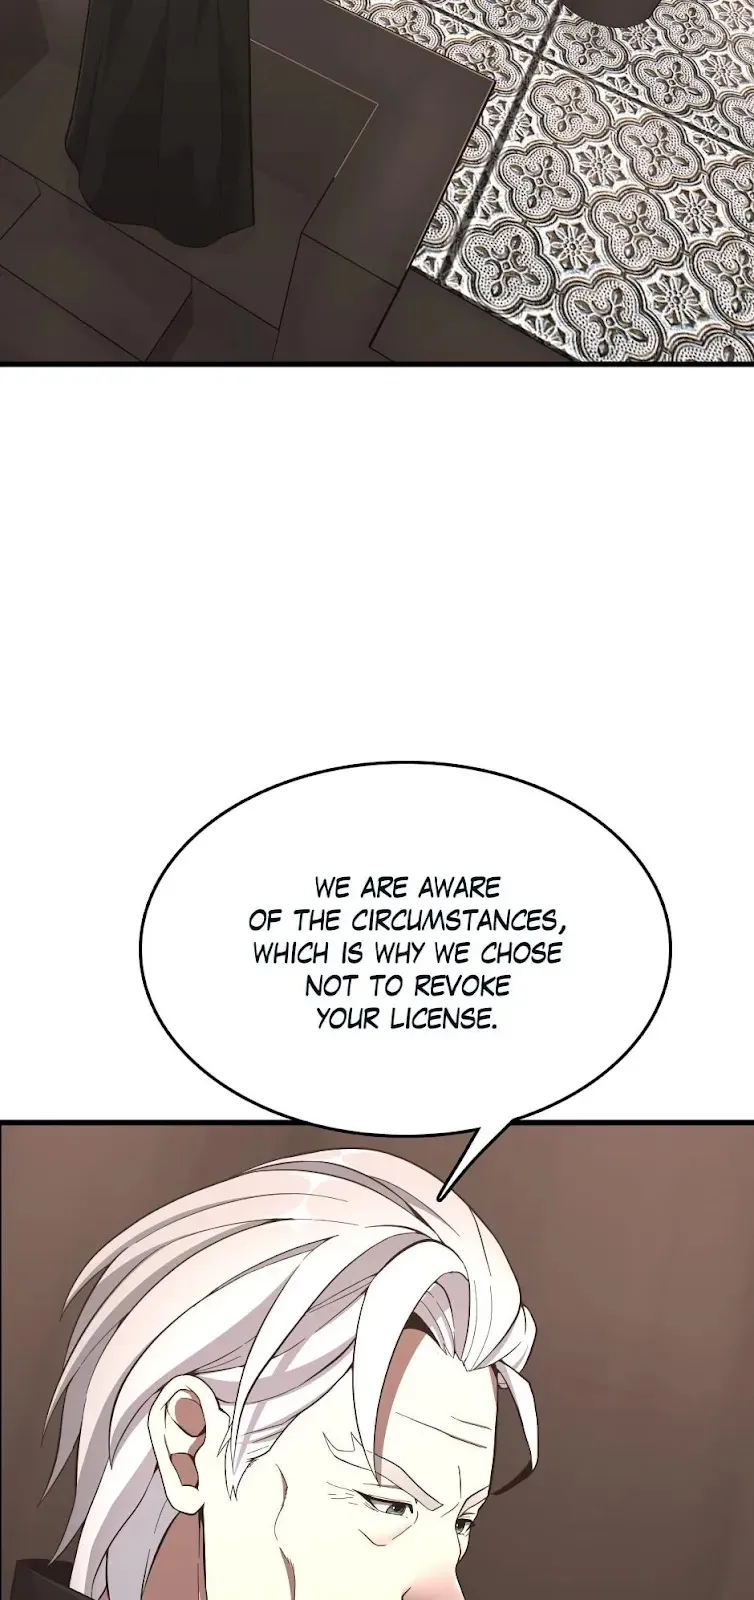 WE ARE AWARE
OF THE CIRCUMSTANCES,
WHICH IS WHY WE CHOSE
NOT TO REVOKE
YOUR LICENSE.